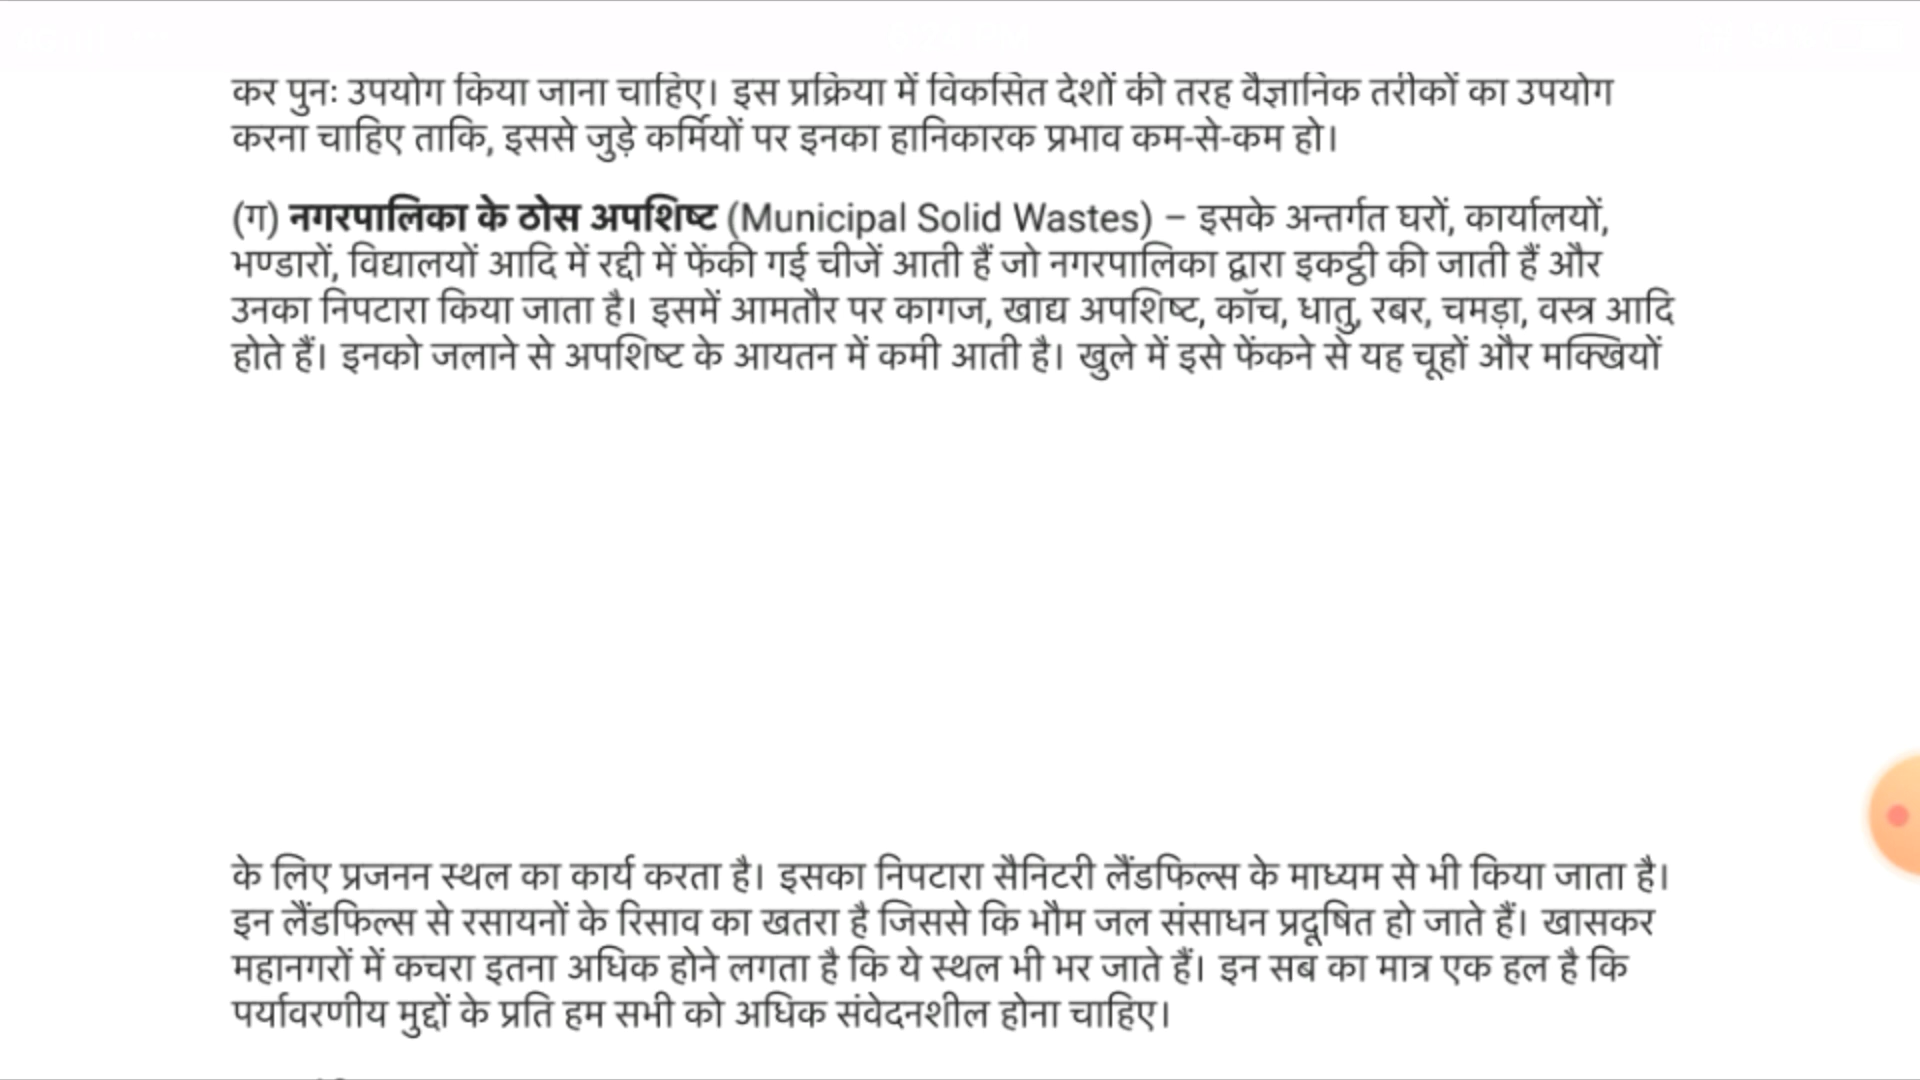 कर पुनः उपयोग किया जाना चाहिए। इस प्रक्रिया में विकसित देशों की तरह वैज्ञानिक तरीकों का उपयोग
करना चाहिए ताकि, इससे जुड़े कर्मियों पर इनका हानिकारक प्रभाव कम-से-कम हो।
(ग) नगरपालिका के ठोस अपशिष्ट (Municipal Solid Wastes) – इसके अन्तर्गत घरों, कार्यालयों,
भण्डारों, विद्यालयों आदि में रद्दी में फेंकी गई चीजें आती हैं जो नगरपालिका द्वारा इकट्ठी की जाती हैं और
उनका निपटारा किया जाता है। इसमें आमतौर पर कागज, खाद्य अपशिष्ट, कॉच, धातु, रबर, चमड़ा, वस्त्र आदि
होते हैं। इनको जलाने से अपशिष्ट के आयतन में कमी आती है। खुले में इसे फेंकने से यह चूहों और मक्खियों
के लिए प्रजनन स्थल का कार्य करता है। इसका निपटारा सैनिटरी लैंडफिल्स के माध्यम से भी किया जाता है।
इन लैंडफिल्स से रसायनों के रिसाव का खतरा है जिससे कि भौम जल संसाधन प्रदूषित हो जाते हैं। खासकर
महानगरों में कचरा इतना अधिक होने लगता है कि ये स्थल भी भर जाते हैं। इन सब का मात्र एक हल है कि
पर्यावरणीय मुद्दों के प्रति हम सभी को अधिक संवेदनशील होना चाहिए।